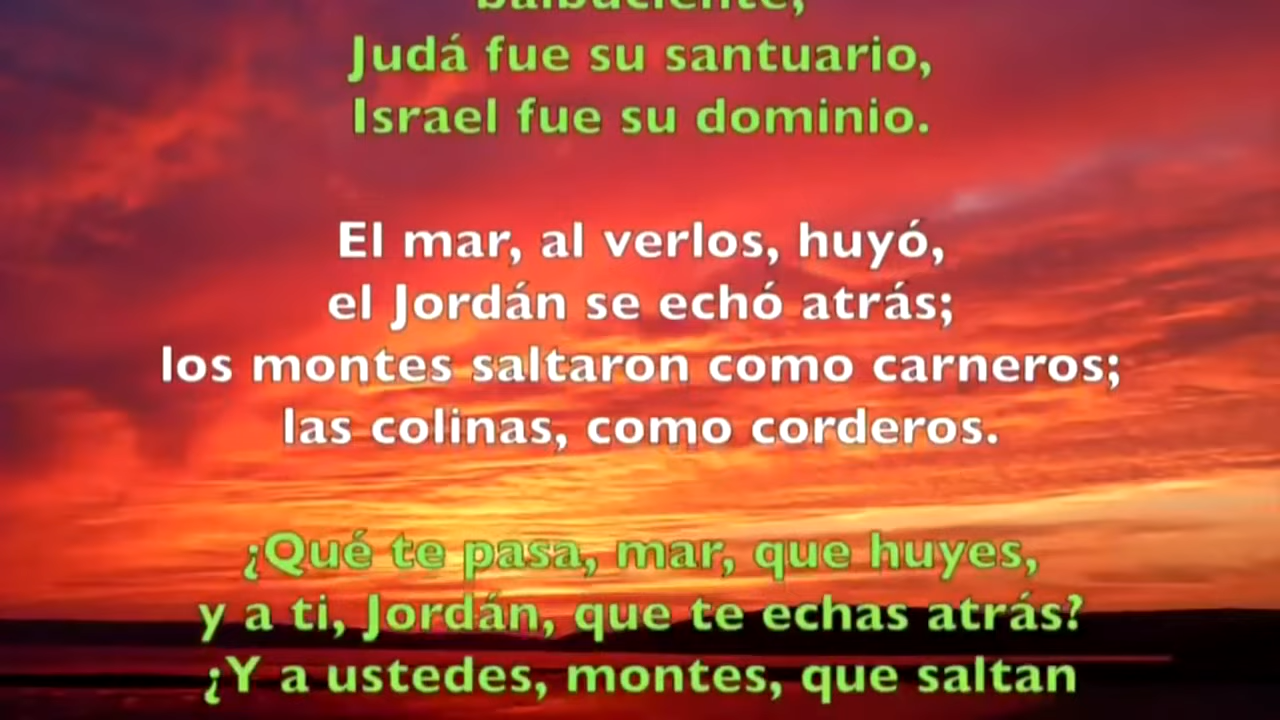 balbuciente,
Judá fue su santuario,
Israel fue su dominio.
El mar, al verlos, huyó,
el Jordán se echó atrás;
los montes saltaron como carneros;
las colinas, como corderos.
¿Qué te pasa, mar, que huyes,
y a ti, Jordán, que te echas atrás?
¿Y a ustedes, montes, que saltan